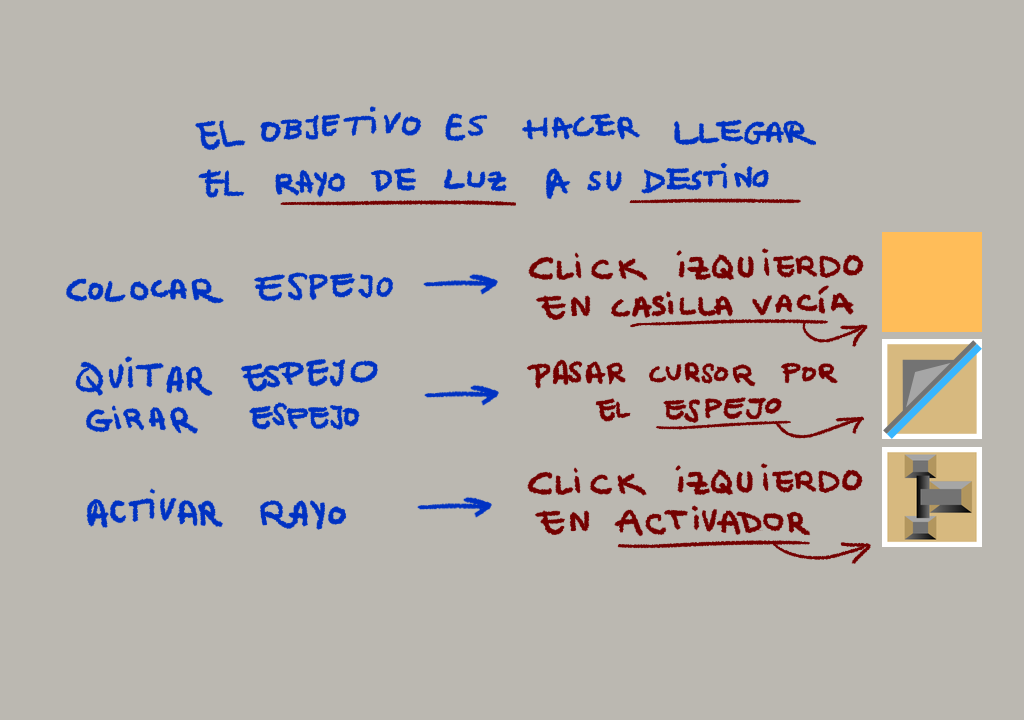 EL OBJETIVO ES HACER LLEGAR
EL RAYO DE LUZ A SU DESTINO
COLOCAR ESPEJO
CLICK IZQUIERDO
EN CASILLA VACÍA
QUITAR ESPEJO
GIRAR ESPEJO
PASAR CURSOR POR
EL ESPEJO
ACTIVAR RAYO
CLICK IZQUIERDO
EN ACTIVADOR